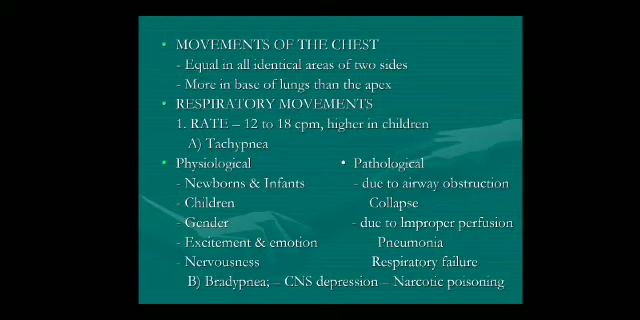 • MOVEMENTS OF THE CHEST
- Equal in all identical areas of two sides
- More in base of lungs than the apex
• RESPIRATORY MOVEMENTS
1. RATE – 12 to 18 cpm, higher in children
A) Tachypnea
• Physiological • Pathological
- Newborns & Infants - due to airway obstruction
- Children Collapse
- Gender - due to Improper perfusion
- Excitement & emotion Pneumonia
- Nervousness Respiratory failure
B) Bradypnea; – CNS depression – Narcotic poisoning